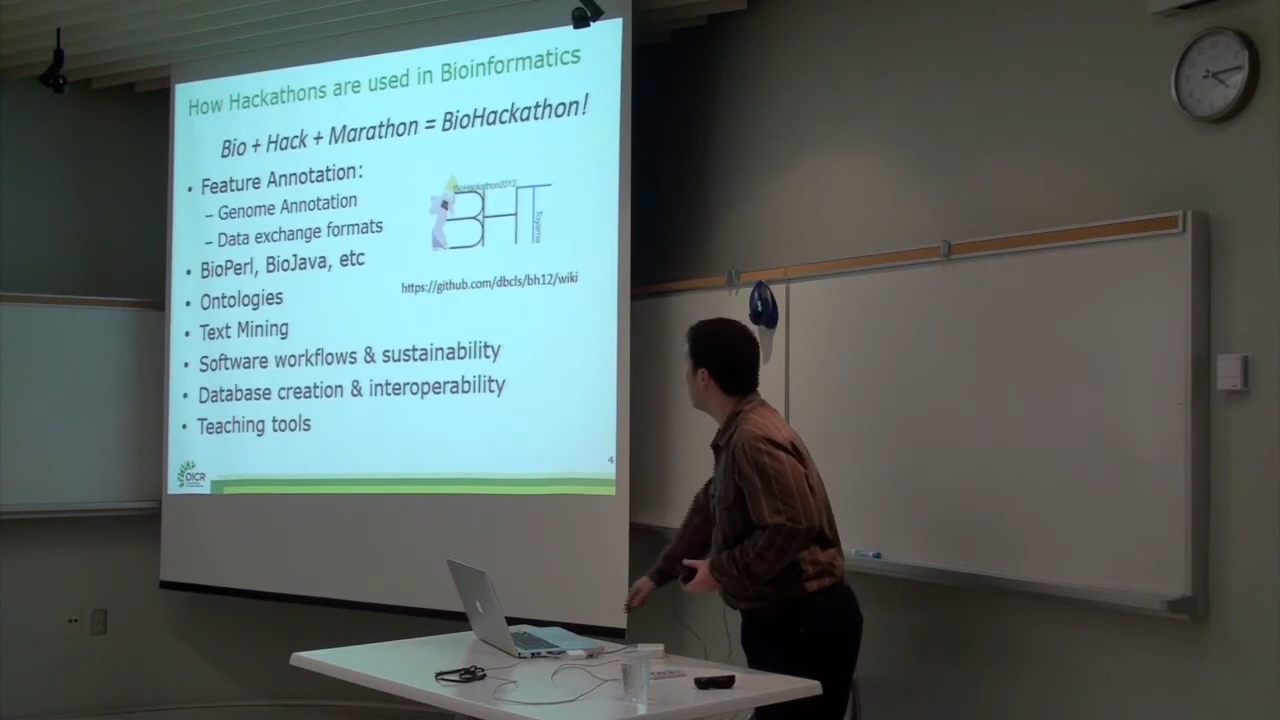 How Hackathons are used in Bioinformatics
Bio + Hack + Marathon = BioHackathon!
• Feature Annotation:
– Genome Annotation
– Data exchange formats
• BioPerl, BioJava, etc
• Ontologies
• Text Mining
• Software workflows & sustainability
• Database creation & interoperability
• Teaching tools
BioHackathon2012
BHT
Toyama
https://github.com/dbcls/bh12/wiki
4
OICR